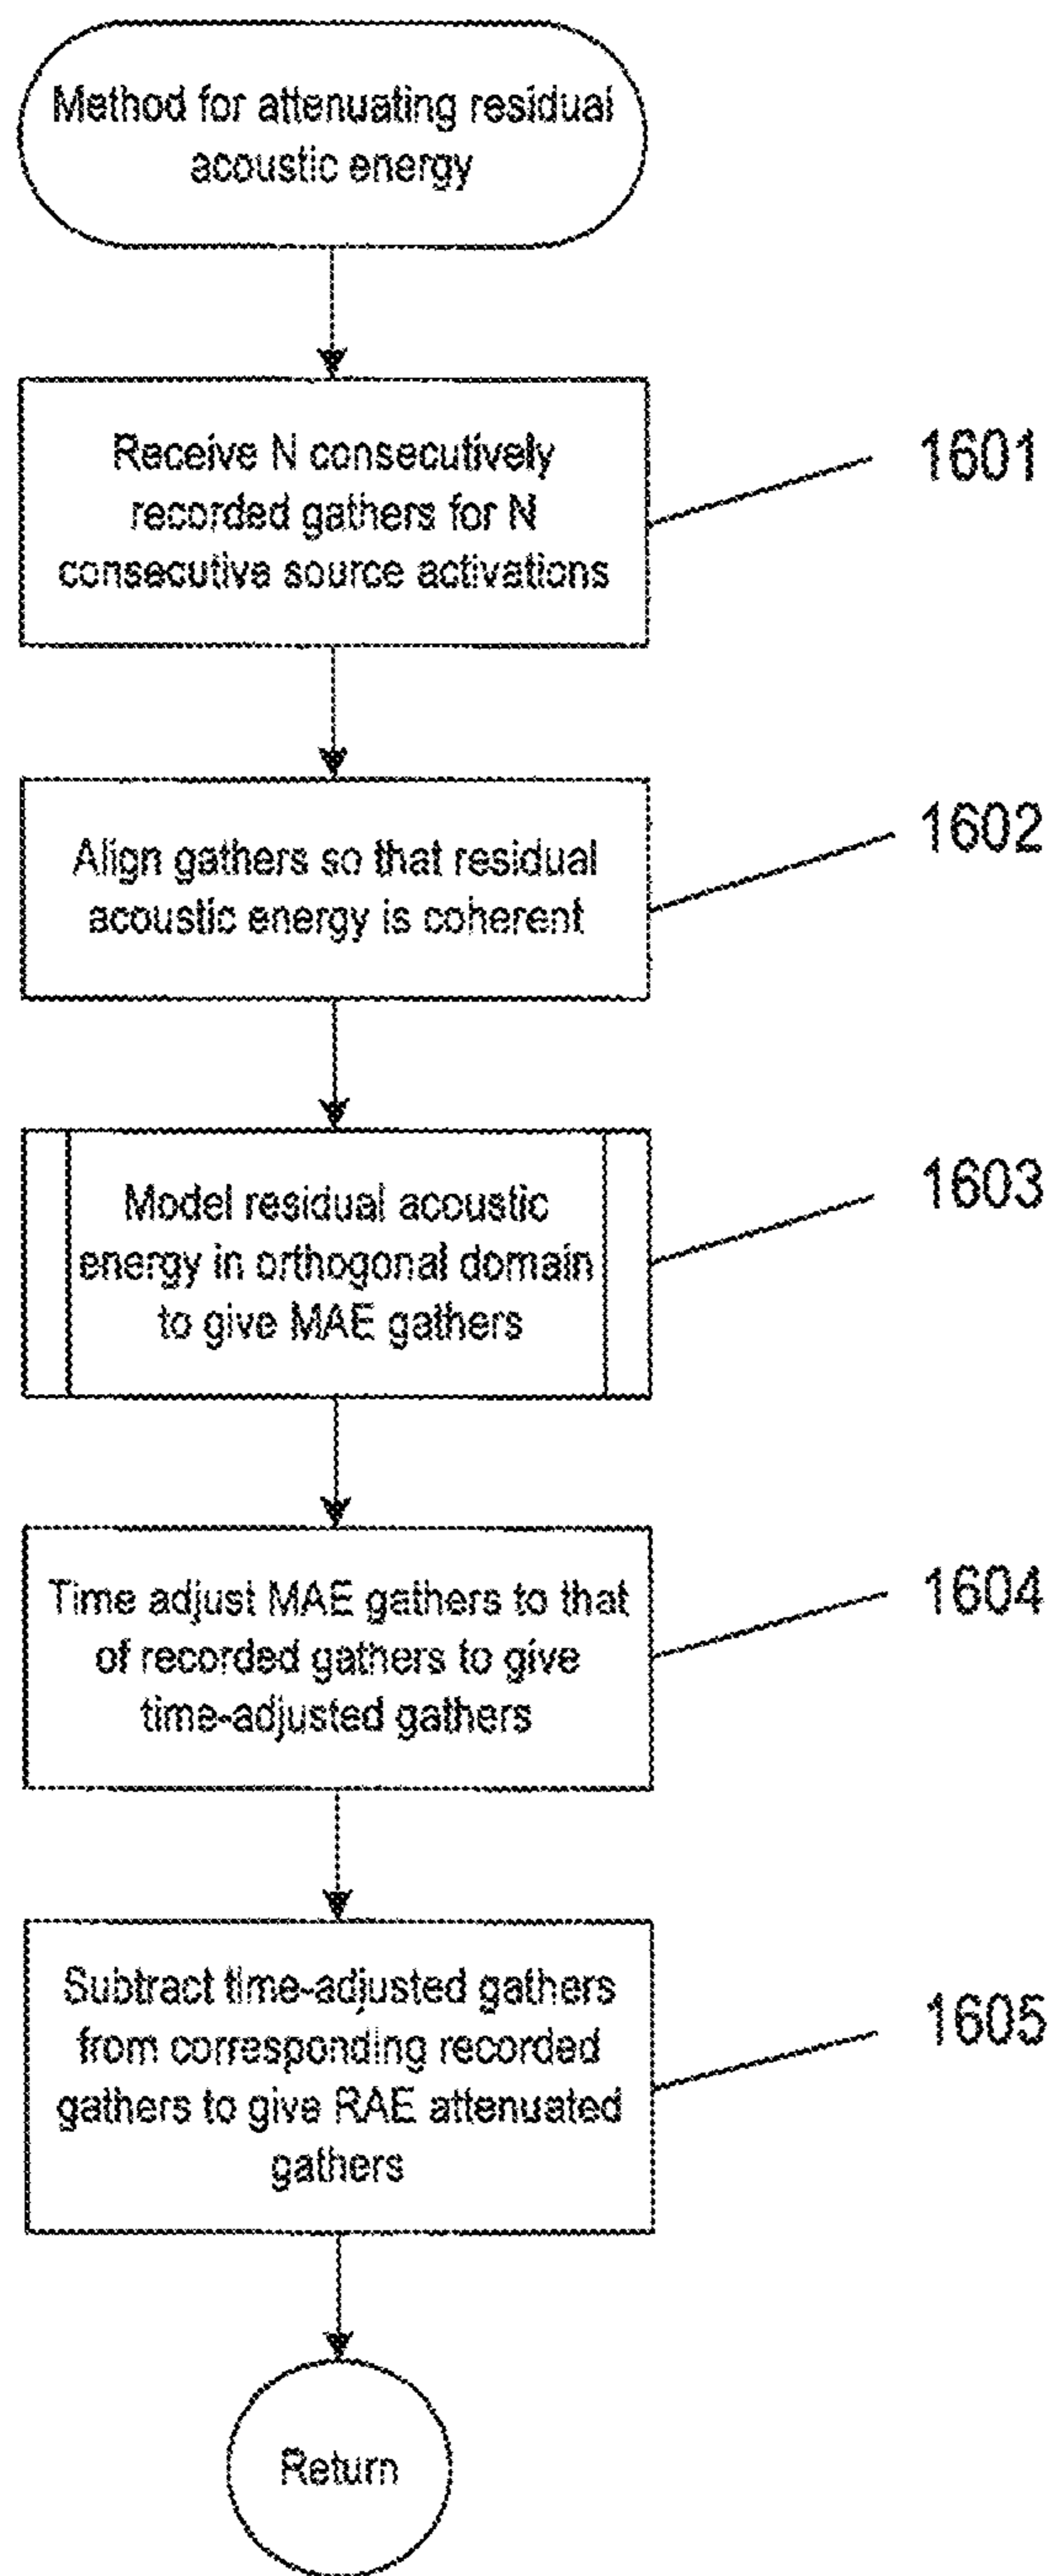 Method for attenuating residual
acoustic energy
Receive N consecutively
recorded gathers for N
consecutive source activations
1601
Align gathers so that residual
acoustic energy is coherent
1602
Model residual acoustic
energy in orthogonal domain
to give MAE gathers
1603
Time adjust MAE gathers to that
of recorded gathers to give
time-adjusted gathers
1604
Subtract time-adjusted gathers
from corresponding recorded
gathers to give RAE attenuated
gathers
1605
Return